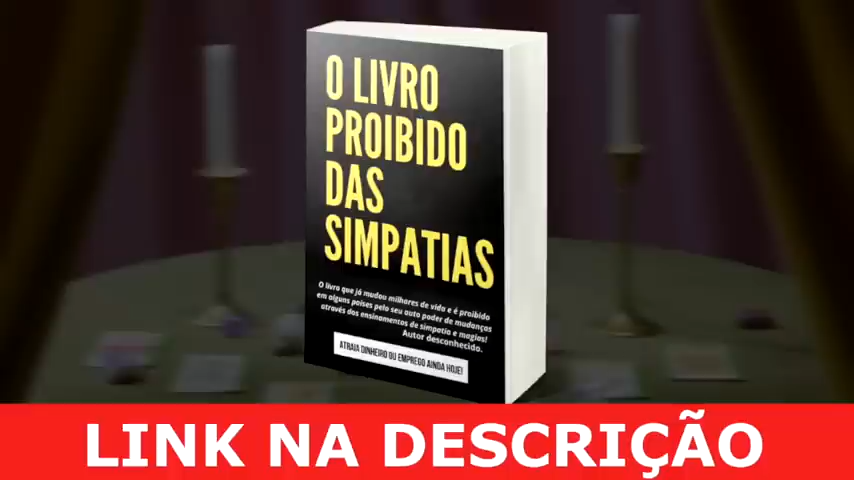 O LIVRO
PROIBIDO
DAS
SIMPATIAS
O livro que já mudou milhares de vida e é proibido
em alguns países pelo seu auto poder de mudanças
através dos ensinamentos de simpatia e magias!
Autor desconhecido.
ATRAIA DINHEIRO OU EMPREGO AINDA HOJE!
LINK NA DESCRIÇÃO